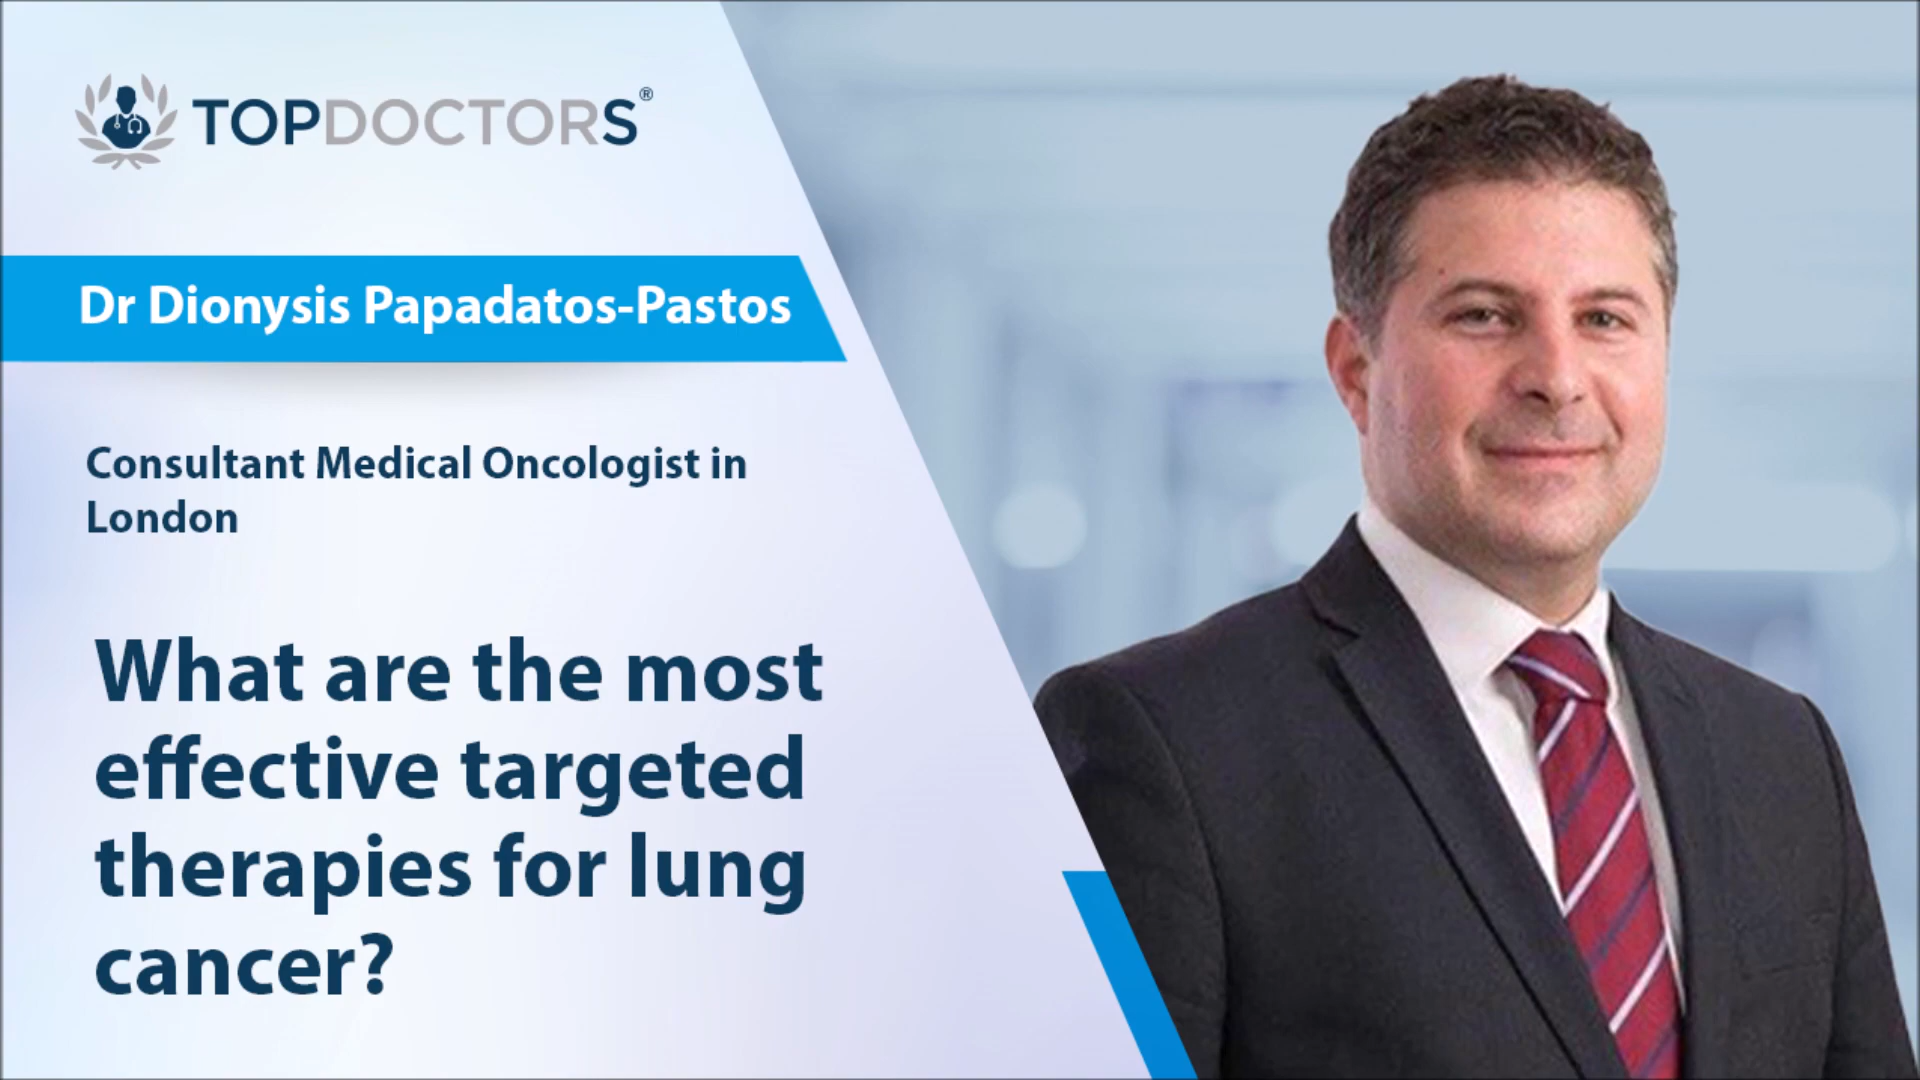 TOPDOCTORS®
Dr Dionysis Papadatos-Pastos
Consultant Medical Oncologist in
London
What are the most
effective targeted
therapies for lung
cancer?